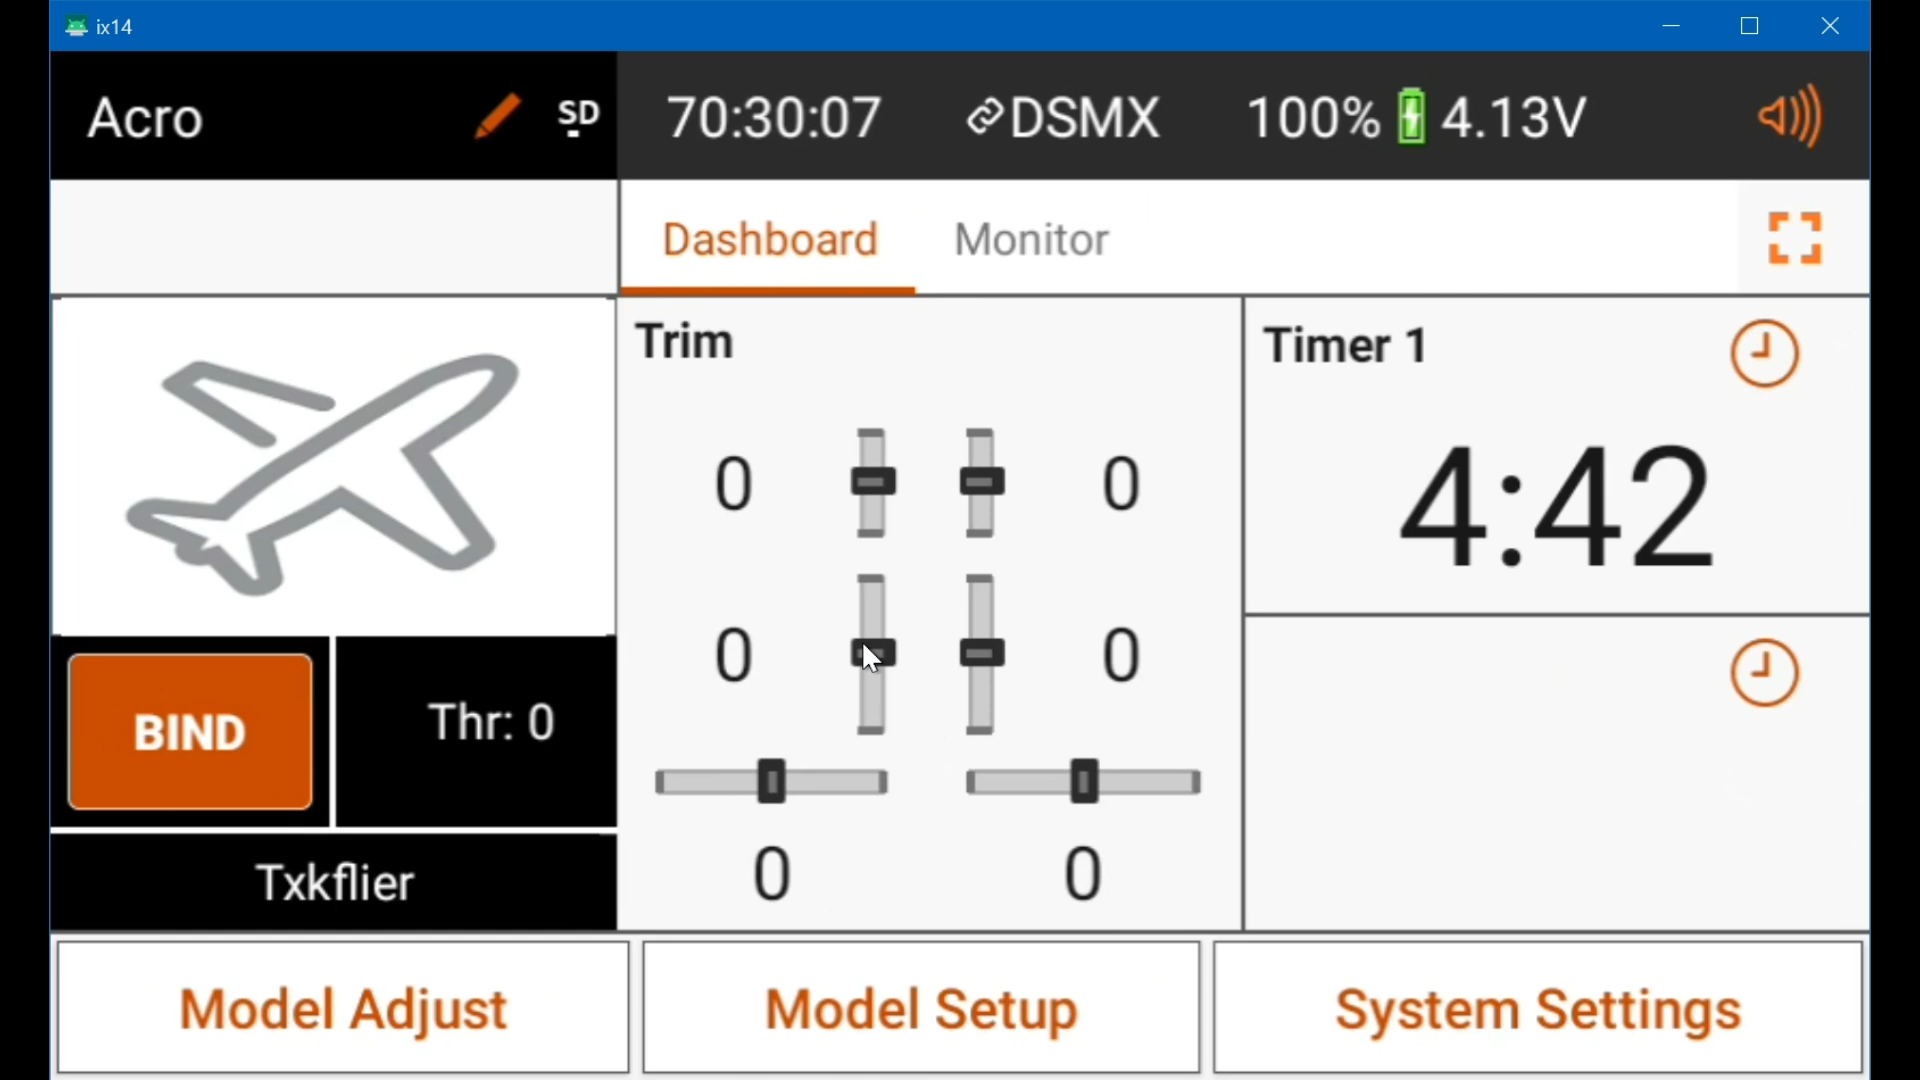 ix14
Acro SD 70:30:07 DSMX 100% 4.13V
Dashboard Monitor
Trim
0 0
0 0
0 0
Timer 1
4:42
BIND
Thr: 0
Txkflier
Model Adjust Model Setup System Settings